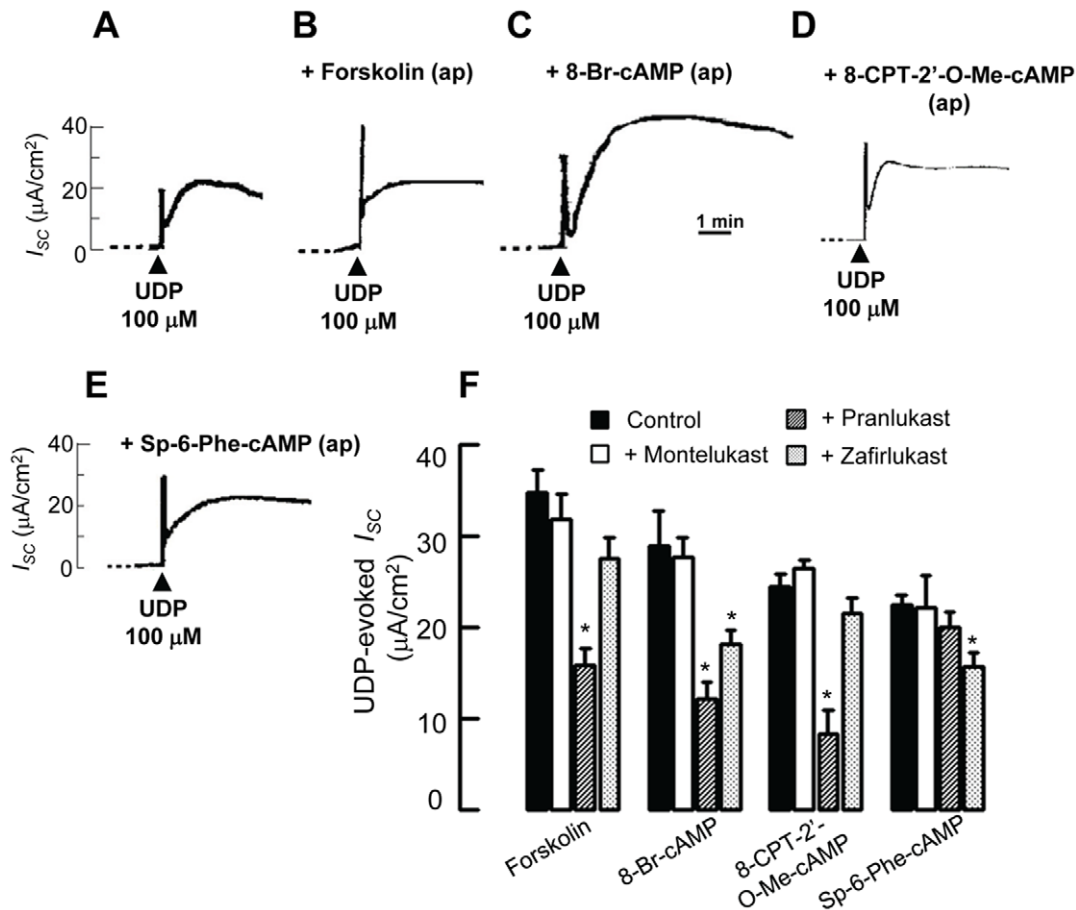 A
B
C
D
+ Forskolin (ap)
+ 8-Br-cAMP (ap)
+ 8-CPT-2'-O-Me-cAMP
(ap)
40
20
0
ISC (μA/cm²)
1 min
UDP
100 μM
UDP
100 μM
UDP
100 μM
UDP
100 μM
E
+ Sp-6-Phe-cAMP (ap)
40
20
0
ISC (μA/cm²)
UDP
100 μM
F
Control
+ Montelukast
+ Pranlukast
+ Zafirlukast
UDP-evoked ISC
(μA/cm²)
40
30
20
10
0
*
*
*
*
*
Forskolin
8-Br-cAMP
8-CPT-2'-
O-Me-cAMP
Sp-6-Phe-cAMP